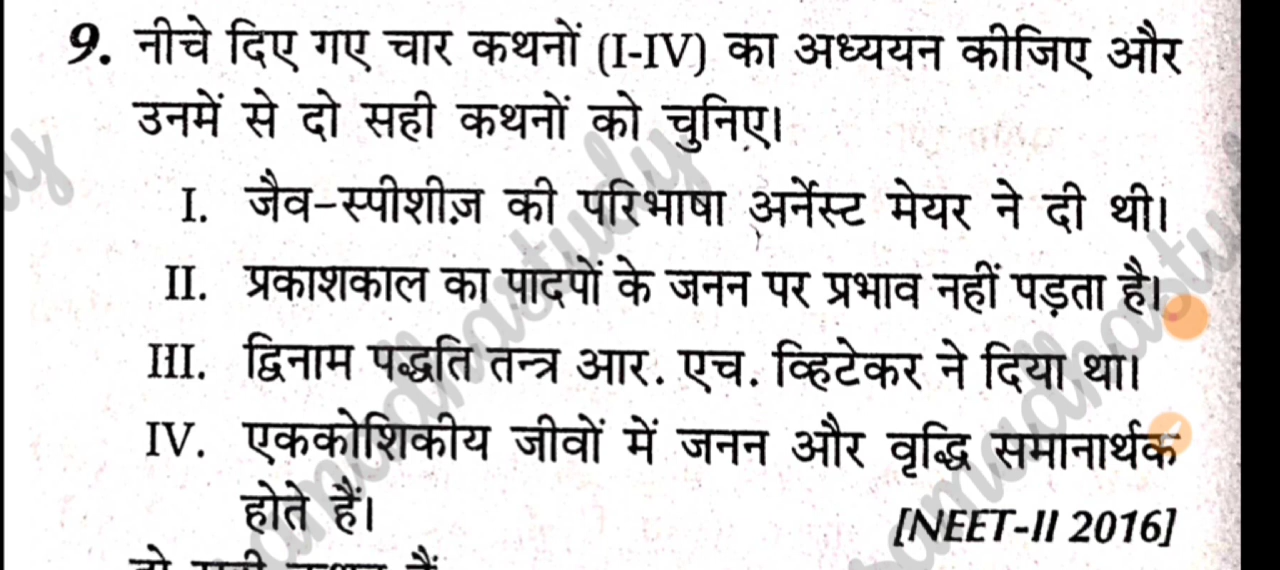 9. नीचे दिए गए चार कथनों (I-IV) का अध्ययन कीजिए और
उनमें से दो सही कथनों को चुनिए।
I. जैव-स्पीशीज़ की परिभाषा अर्नेस्ट मेयर ने दी थी।
II. प्रकाशकाल का पादपों के जनन पर प्रभाव नहीं पड़ता है।
III. द्विनाम पद्धति तन्त्र आर. एच. व्हिटेकर ने दिया था।
IV. एककोशिकीय जीवों में जनन और वृद्धि समानार्थक
होते हैं।
[NEET-II 2016]